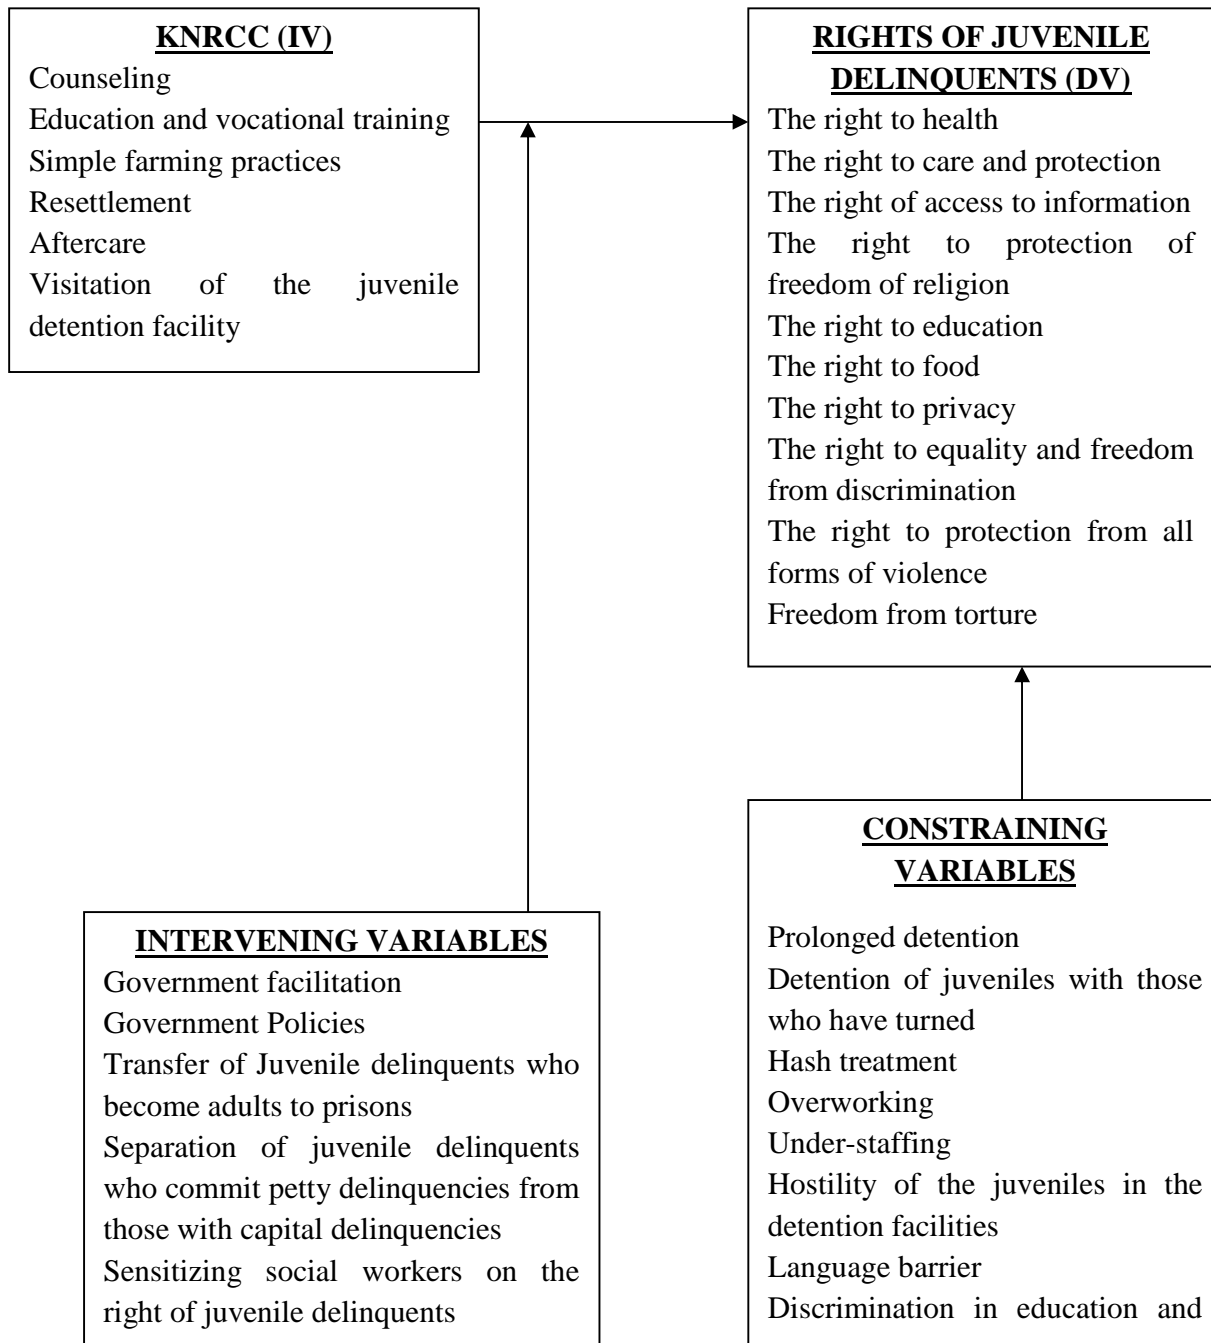 KNRCC (IV)
Counseling
Education and vocational training
Simple farming practices
Resettlement
Aftercare
Visitation of the juvenile
detention facility
RIGHTS OF JUVENILE
DELINQUENTS (DV)
The right to health
The right to care and protection
The right of access to information
The right to protection of
freedom of religion
The right to education
The right to food
The right to privacy
The right to equality and freedom
from discrimination
The right to protection from all
forms of violence
Freedom from torture
INTERVENING VARIABLES
Government facilitation
Government Policies
Transfer of Juvenile delinquents who
become adults to prisons
Separation of juvenile delinquents
who commit petty delinquencies from
those with capital delinquencies
Sensitizing social workers on the
right of juvenile delinquents
CONSTRAINING
VARIABLES
Prolonged detention
Detention of juveniles with those
who have turned
Hash treatment
Overworking
Under-staffing
Hostility of the juveniles in the
detention facilities
Language barrier
Discrimination in education and